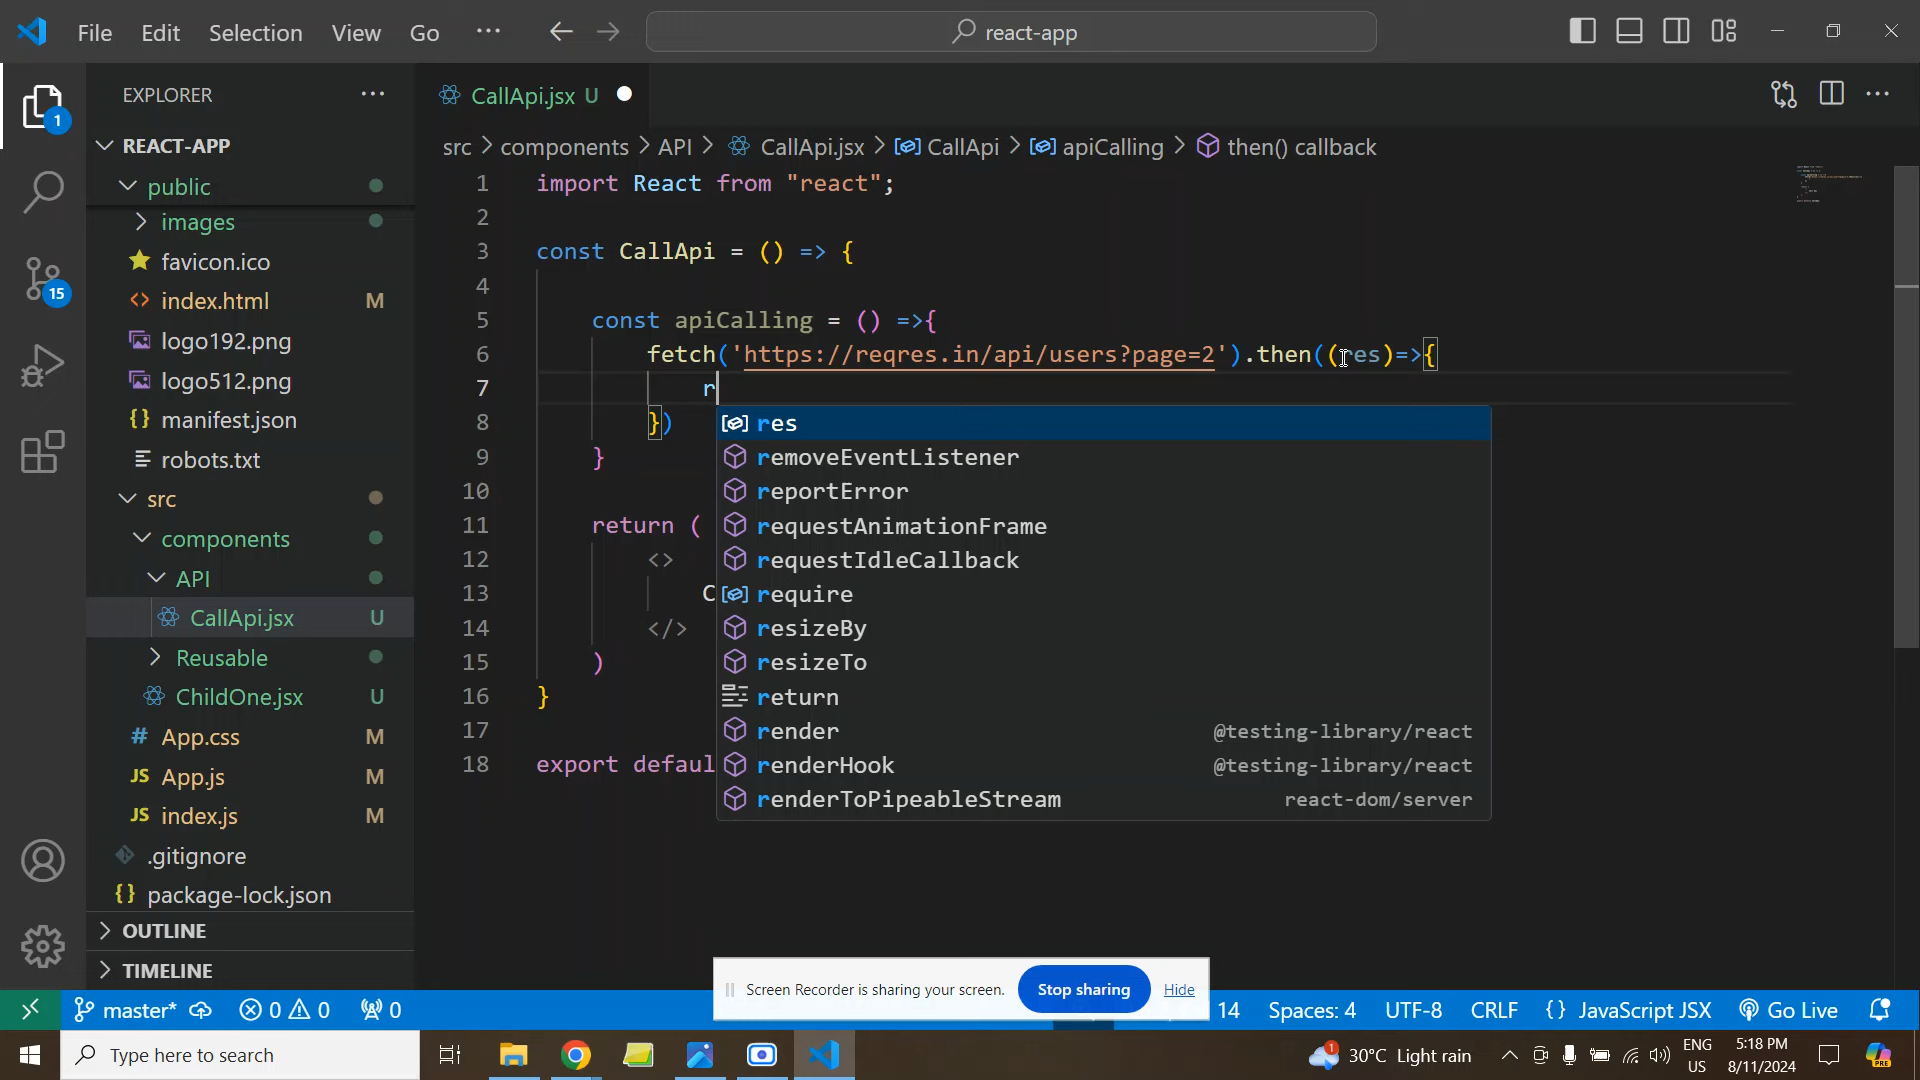 File Edit Selection View Go ··· react-app
EXPLORER ···
REACT-APP
public
images
favicon.ico
index.html M
logo192.png
logo512.png
manifest.json
robots.txt
src
components
API
CallApi.jsx U
Reusable
ChildOne.jsx U
App.css M
App.js M
index.js M
.gitignore
package-lock.json
OUTLINE
TIMELINE
1
15
CallApi.jsx U
src > components > API > CallApi.jsx > CallApi > apiCalling > then() callback
1 import React from "react";
2
3 const CallApi = () => {
4
5 const apiCalling = () =>{
6 fetch('https://reqres.in/api/users?page=2').then((res)=>{
7 r
8 })
9 }
10
11 return (
12 <>
13 C
14 </>
15 )
16 }
17
18 export defaul
res
removeEventListener
reportError
requestAnimationFrame
requestIdleCallback
require
resizeBy
resizeTo
return
render @testing-library/react
renderHook @testing-library/react
renderToPipeableStream react-dom/server
Screen Recorder is sharing your screen. Stop sharing Hide
master* 0 0 0 14 Spaces: 4 UTF-8 CRLF {} JavaScript JSX Go Live
Type here to search
1 30°C Light rain ENG US 5:18 PM 8/11/2024 PRE